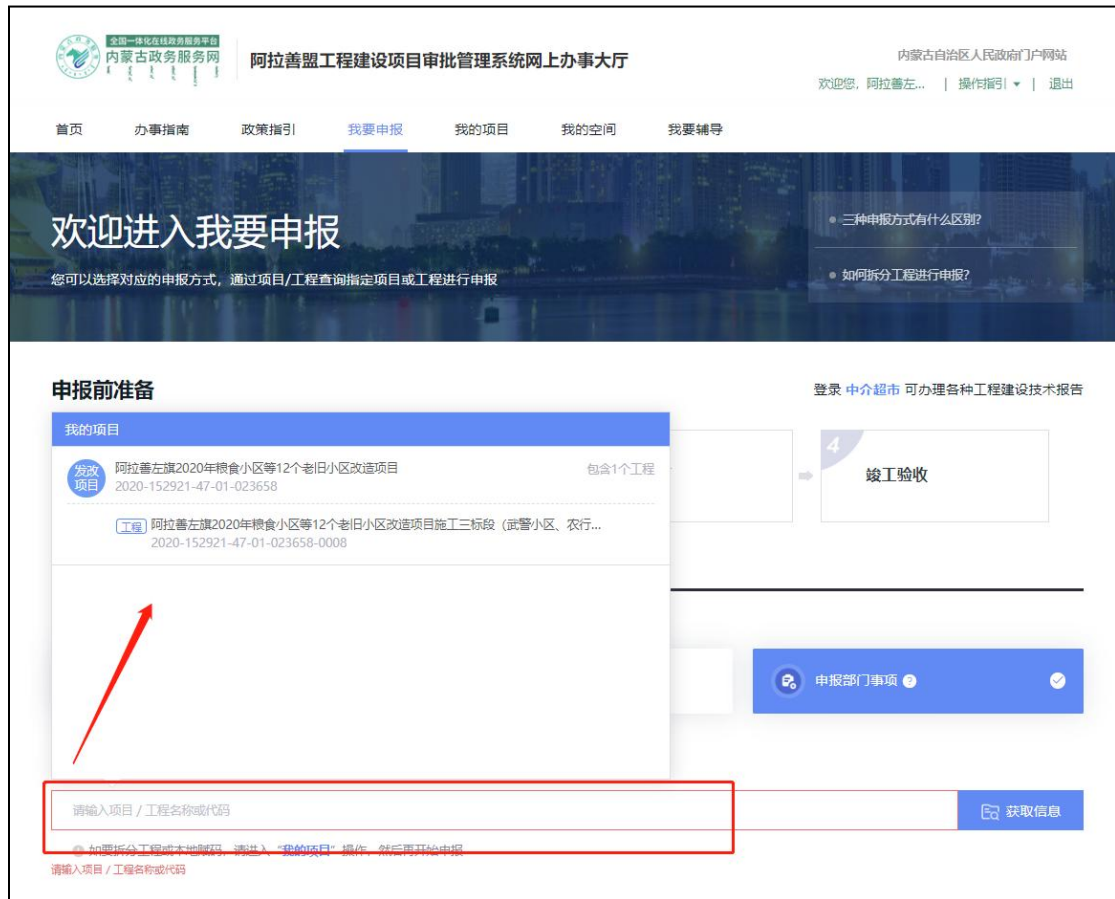 全国一体化在线政务服务平台
内蒙古政务服务网
阿拉善盟工程建设项目审批管理系统网上办事大厅
内蒙古自治区人民政府门户网站
欢迎您, 阿拉善左... | 操作指引 | 退出
首页 办事指南 政策指引 我要申报 我的项目 我的空间 我要辅导
欢迎进入我要申报
您可以选择对应的申报方式，通过项目/工程查询指定项目或工程进行申报
三种申报方式有什么区别?
如何拆分工程进行申报?
申报前准备
登录 中介超市 可办理各种工程建设技术报告
我的项目
发改项目 阿拉善左旗2020年粮食小区等12个老旧小区改造项目 包含1个工程
2020-152921-47-01-023658
工程 阿拉善左旗2020年粮食小区等12个老旧小区改造项目施工三标段（武警小区、农行...
2020-152921-47-01-023658-0008
4
竣工验收
申报部门事项
请输入项目 / 工程名称或代码
获取信息
如要拆分工程或本地赋码，请进入 “我的项目” 操作，然后再开始申报
请输入项目 / 工程名称或代码